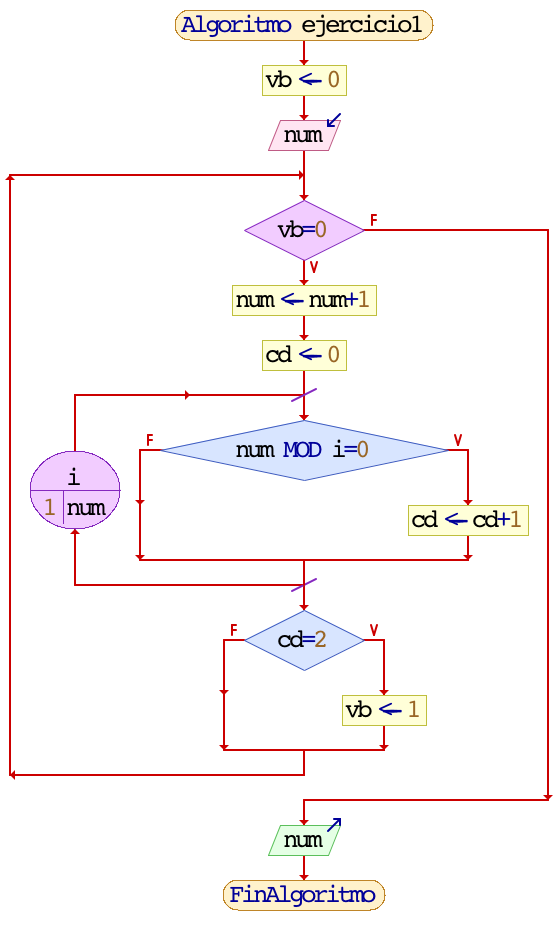 Algoritmo ejercicio1
vb ← 0
num
vb=0
F
V
num ← num+1
cd ← 0
num MOD i=0
F
V
i
1 num
cd ← cd+1
cd=2
F
V
vb ← 1
num
FinAlgoritmo